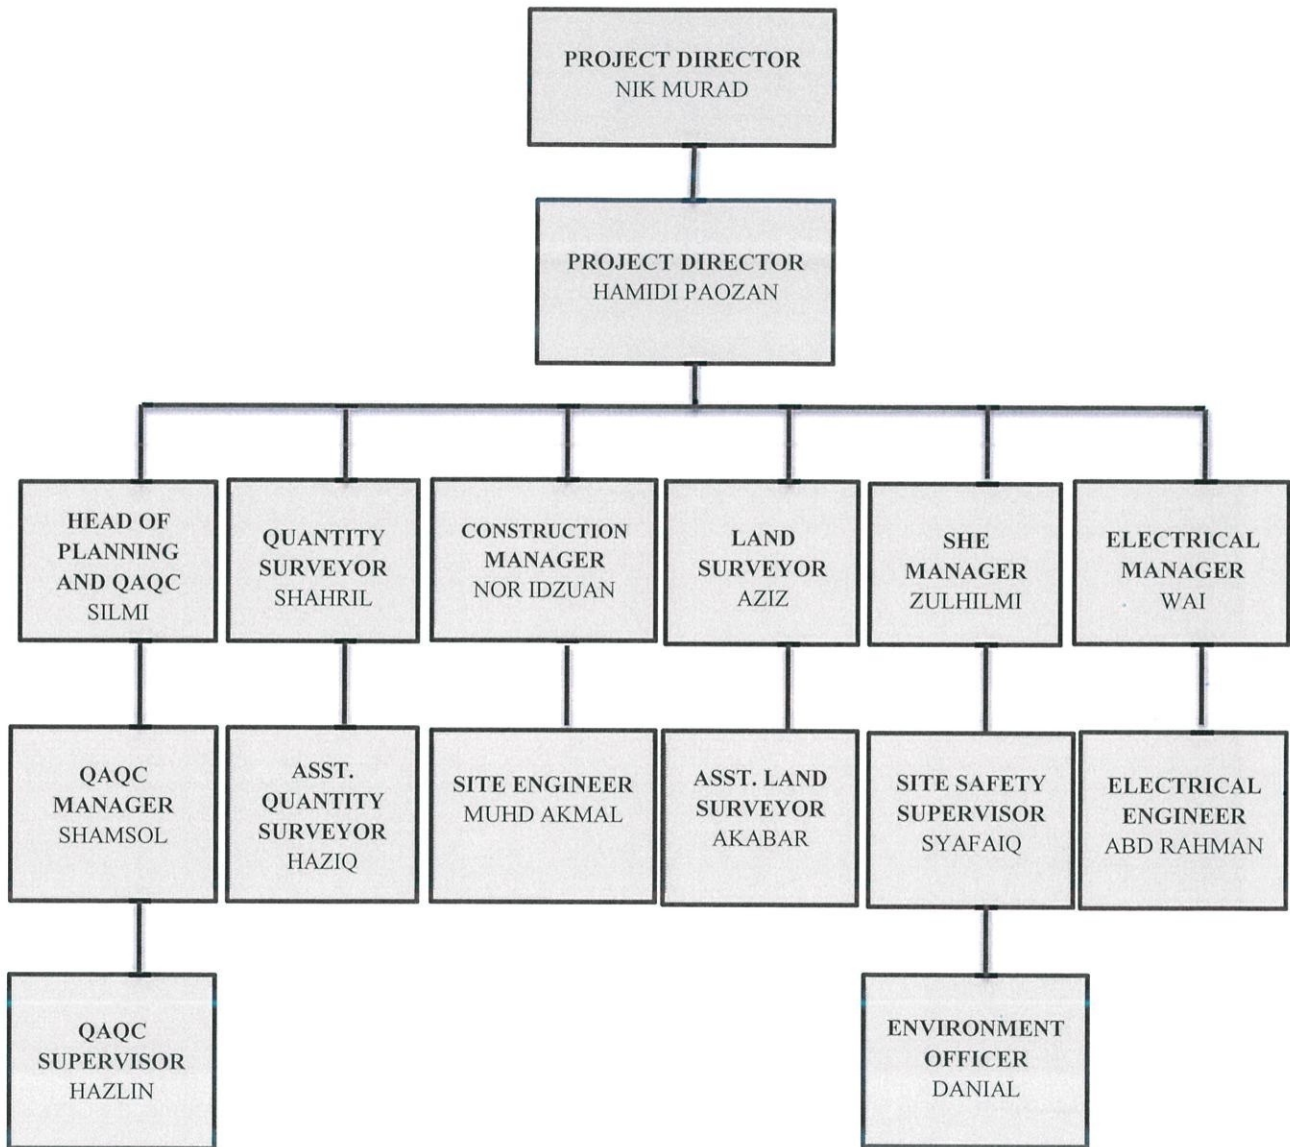 PROJECT DIRECTOR
NIK MURAD
PROJECT DIRECTOR
HAMIDI PAOZAN
HEAD OF
PLANNING
AND QAQC
SILMI
QUANTITY
SURVEYOR
SHAHRIL
CONSTRUCTION
MANAGER
NOR IDZUAN
LAND
SURVEYOR
AZIZ
SHE
MANAGER
ZULHILMI
ELECTRICAL
MANAGER
WAI
QAQC
MANAGER
SHAMSOL
ASST.
QUANTITY
SURVEYOR
HAZIQ
SITE ENGINEER
MUHD AKMAL
ASST. LAND
SURVEYOR
AKABAR
SITE SAFETY
SUPERVISOR
SYAFAIQ
ELECTRICAL
ENGINEER
ABD RAHMAN
QAQC
SUPERVISOR
HAZLIN
ENVIRONMENT
OFFICER
DANIAL